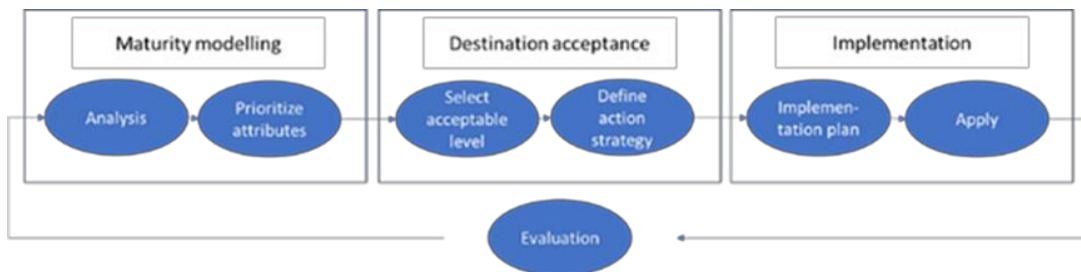 Maturity modelling
Destination acceptance
Implementation
Analysis
Prioritize
attributes
Select
acceptable
level
Define
action
strategy
Implemen-
tation plan
Apply
Evaluation